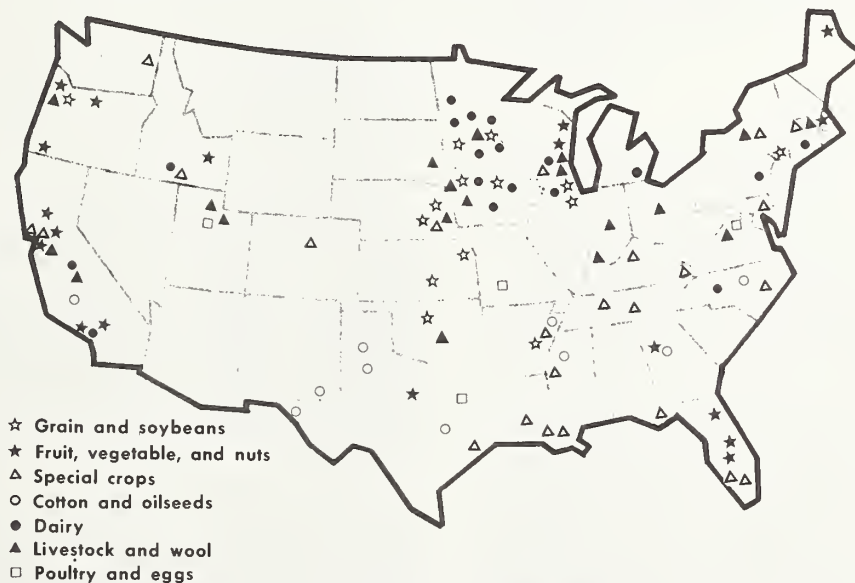 Grain and soybeans
Fruit, vegetable, and nuts
Special crops
Cotton and oilseeds
Dairy
Livestock and wool
Poultry and eggs